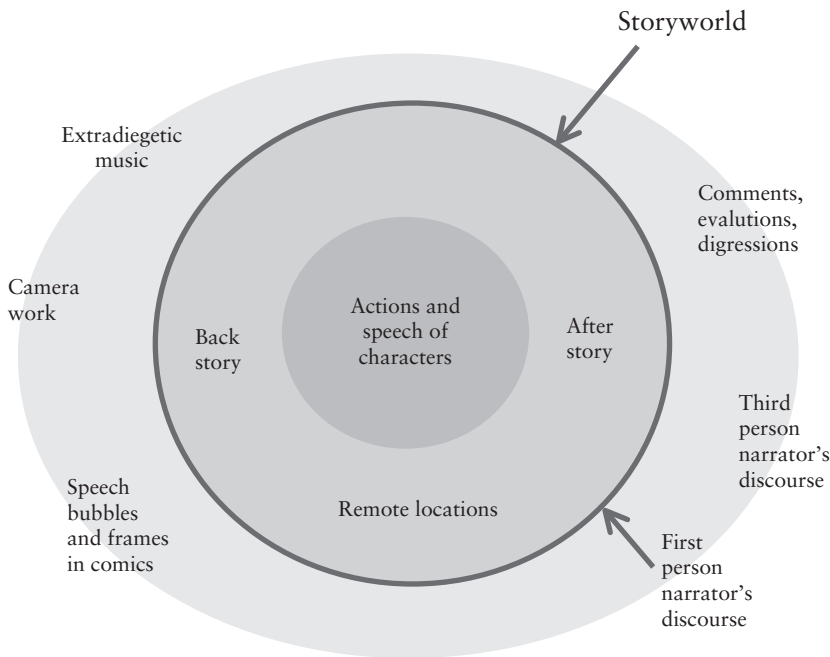 Storyworld
Extradiegetic
music
Comments,
evalutions,
digressions
Camera
work
Actions and
speech of
characters
Back
story
After
story
Third
person
narrator's
discourse
Speech
bubbles
and frames
in comics
Remote locations
First
person
narrator's
discourse